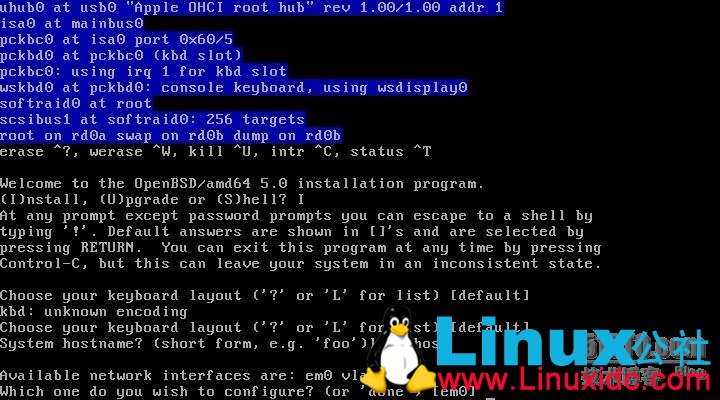 uhub0 at usb0 "Apple OHCI root hub" rev 1.00/1.00 addr 1
isa0 at mainbus0
pckbc0 at isa0 port 0x60/5
pckbd0 at pckbc0 (kbd slot)
pckbc0: using irq 1 for kbd slot
wskbd0 at pckbd0: console keyboard, using wsdisplay0
softraid0 at root
scsibus1 at softraid0: 256 targets
root on rd0a swap on rd0b dump on rd0b
erase ^?, werase ^W, kill ^U, intr ^C, status ^T
Welcome to the OpenBSD/amd64 5.0 installation program.
(I)nstall, (U)pgrade or (S)hell? I
At any prompt except password prompts you can escape to a shell by
typing '!'. Default answers are shown in []'s and are selected by
pressing RETURN.  You can exit this program at any time by pressing
Control-C, but this can leave your system in an inconsistent state.
Choose your keyboard layout ('?' or 'L' for list) [default]
kbd: unknown encoding
Choose your keyboard layout ('?' or 'L' for list) [default]
System hostname? (short form, e.g. 'foo')
Available network interfaces are: em0
Which one do you wish to configure? (or 'done') [em0]
Linux公社
www.Linuxidc.com